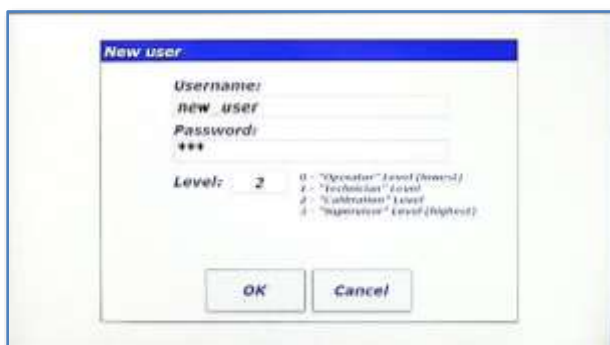 New user
Username:
new_user
Password:
***
Level: 2
0 - "Operator" Level (lowest)
1 - "Technician" Level
2 - "Calibration" Level
3 - "Supervisor" Level (highest)
OK
Cancel